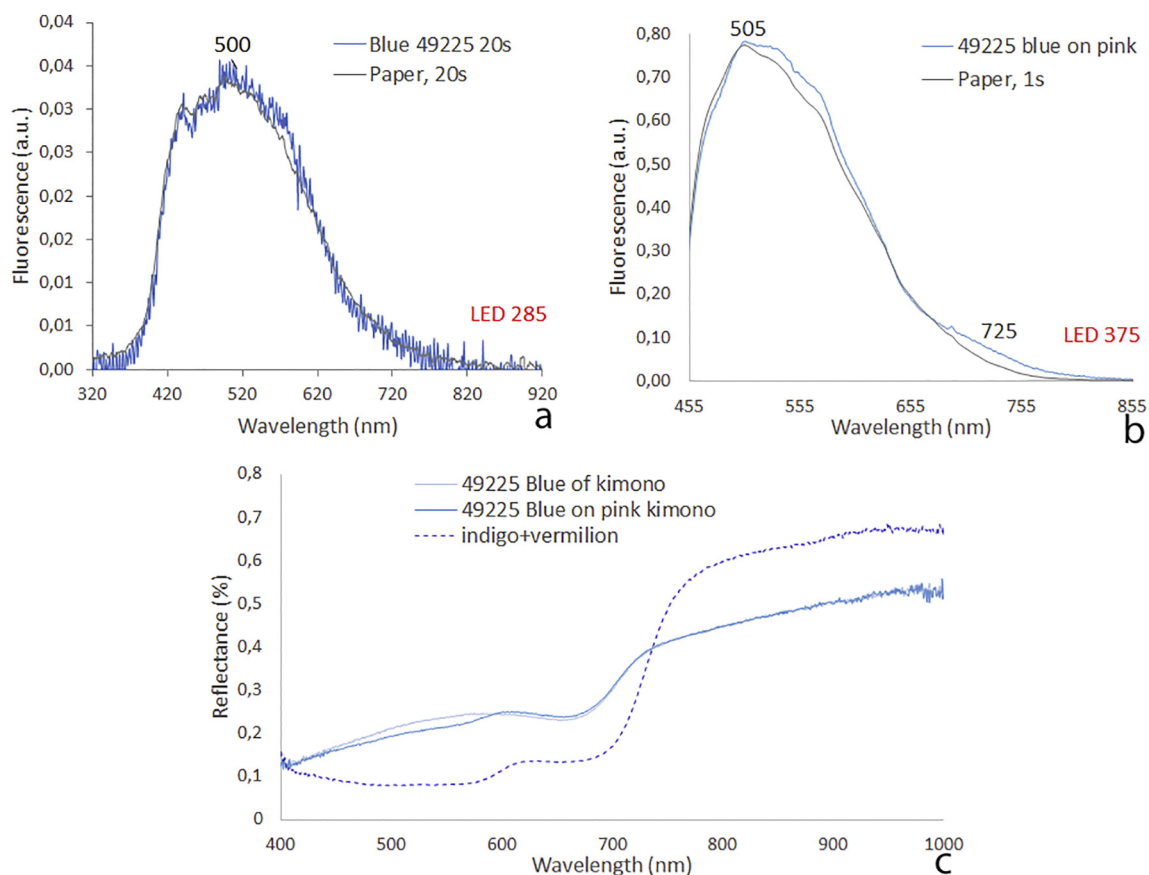 0,04
0,04
0,03
0,03
0,02
0,02
0,01
0,01
0,00
Fluorescence (a.u.)
500
Blue 49225 20s
Paper, 20s
LED 285
320 420 520 620 720 820 920
Wavelength (nm)
a
0,80
0,70
0,60
0,50
0,40
0,30
0,20
0,10
0,00
Fluorescence (a.u.)
505
49225 blue on pink
Paper, 1s
725
LED 375
455 555 655 755 855
Wavelength (nm)
b
0,8
0,7
0,6
0,5
0,4
0,3
0,2
0,1
0
Reflectance (%)
49225 Blue of kimono
49225 Blue on pink kimono
indigo+vermilion
400 500 600 700 800 900 1000
Wavelength (nm)
c